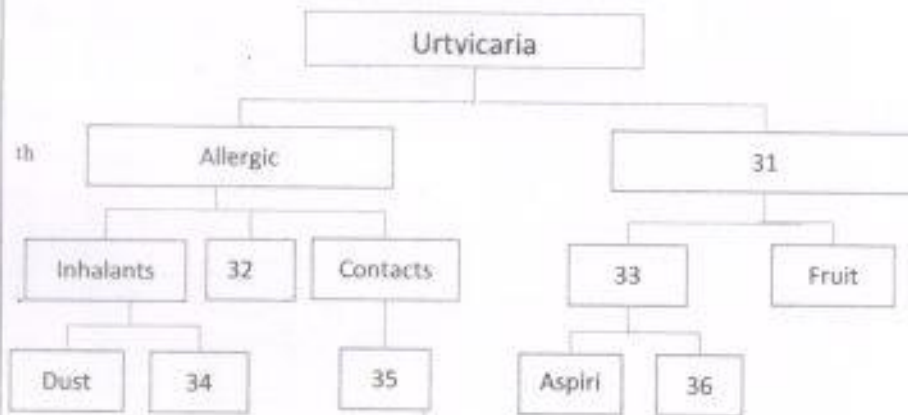 Urtvicaria
th
Allergic
31
Inhalants
32
Contacts
33
Fruit
Dust
34
35
Aspiri
36